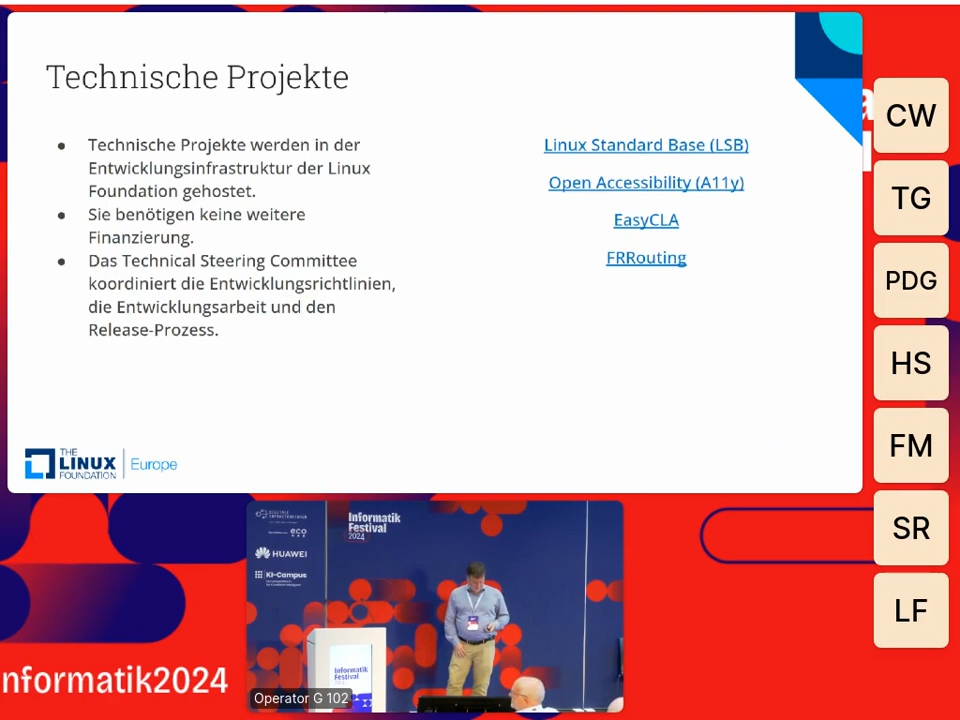 Technische Projekte
Technische Projekte werden in der
Entwicklungsinfrastruktur der Linux
Foundation gehostet.
Sie benötigen keine weitere
Finanzierung.
Das Technical Steering Committee
koordiniert die Entwicklungsrichtlinien,
die Entwicklungsarbeit und den
Release-Prozess.
Linux Standard Base (LSB)
Open Accessibility (A11y)
EasyCLA
FRRouting
THE
LINUX
FOUNDATION
Europe
CW
TG
PDG
HS
FM
SR
LF
eco
HUAWEI
KI-Campus
Informatik
Festival
2024
Informatik
Festival
Operator G 102
nformatik2024